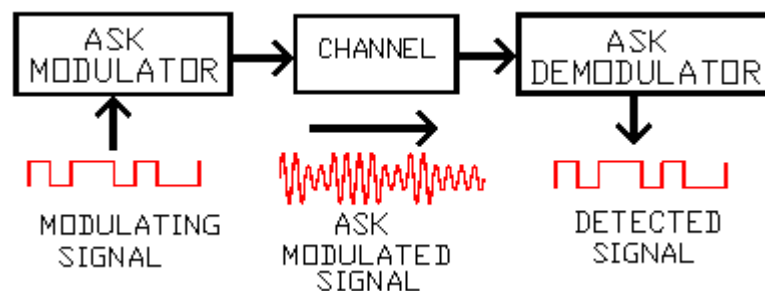 ASK
MODULATOR
CHANNEL
ASK
DEMODULATOR
MODULATING
SIGNAL
ASK
MODULATED
SIGNAL
DETECTED
SIGNAL